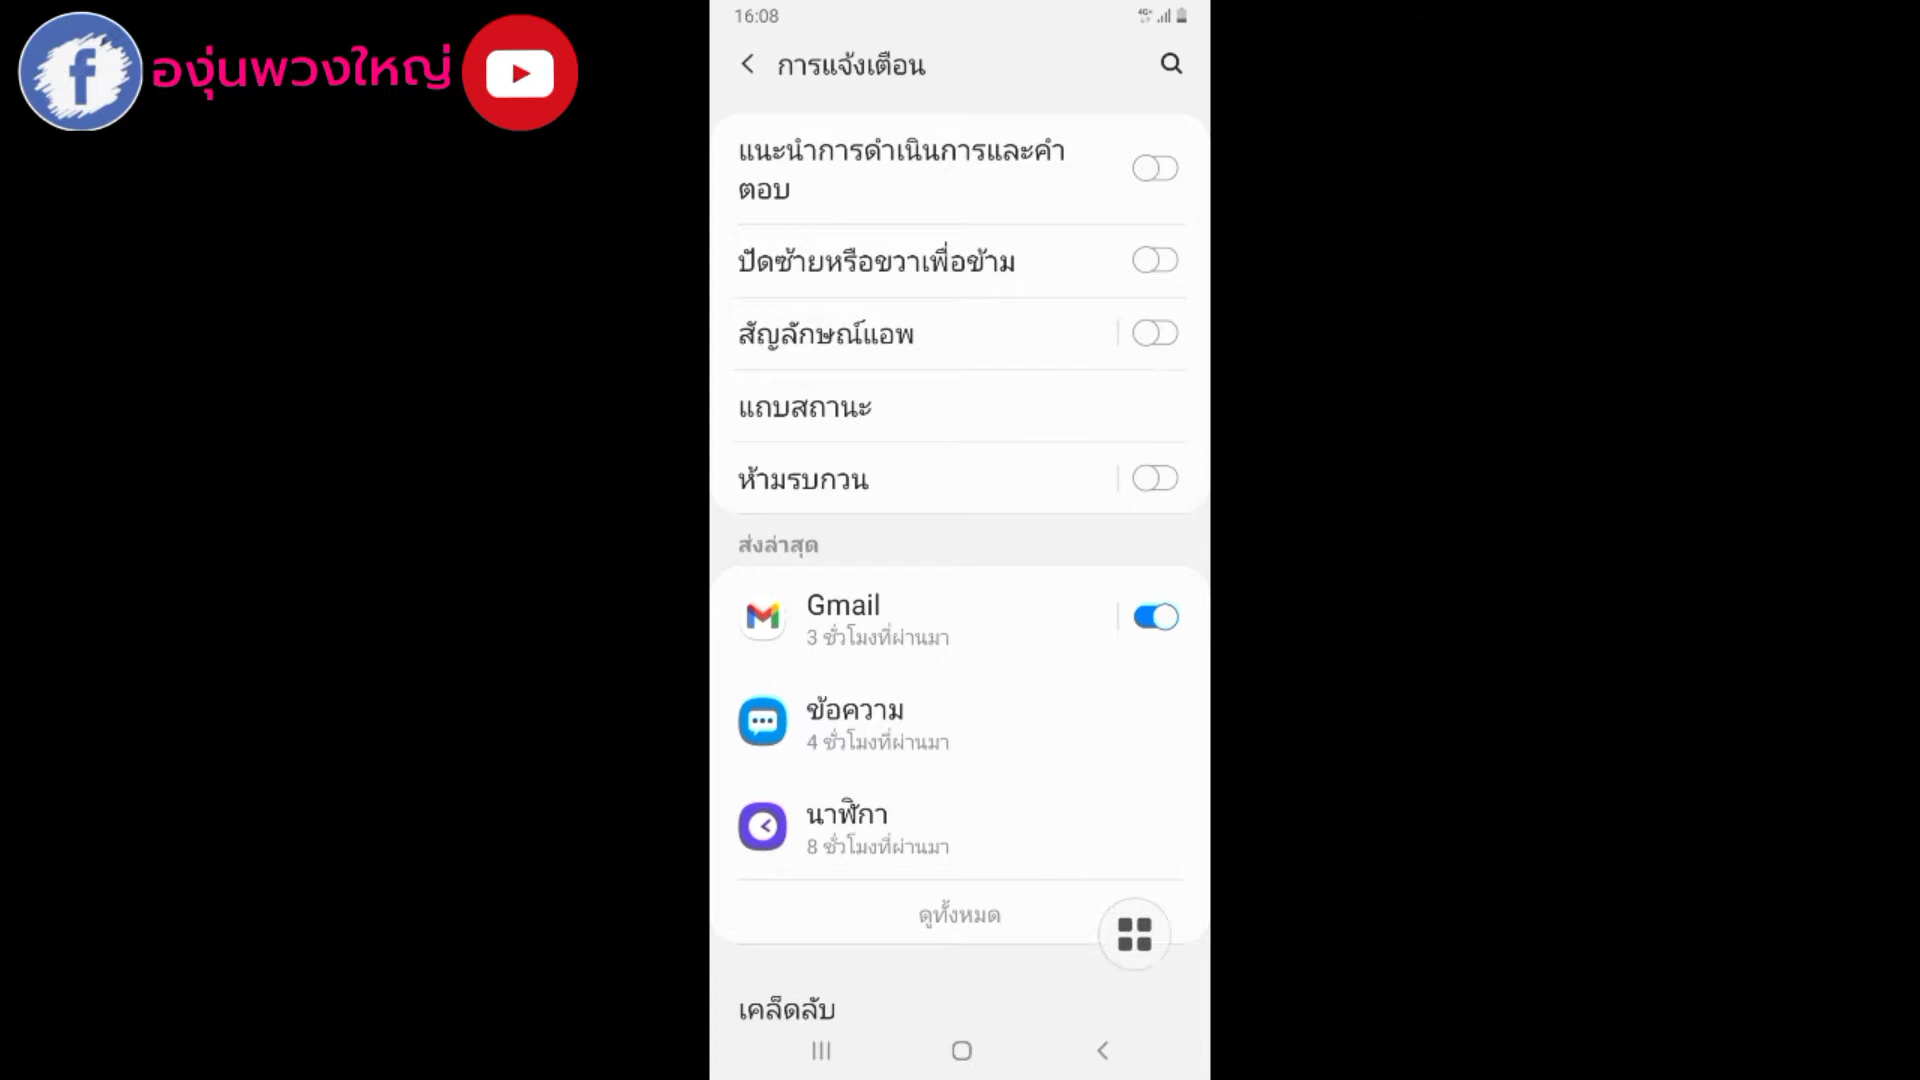 องุ่นพวงใหญ่
16:08
4G+
การแจ้งเตือน
แนะนำการดำเนินการและคำ
ตอบ
ปัดซ้ายหรือขวาเพื่อข้าม
สัญลักษณ์แอพ
แถบสถานะ
ห้ามรบกวน
ส่งล่าสุด
Gmail
3 ชั่วโมงที่ผ่านมา
ข้อความ
4 ชั่วโมงที่ผ่านมา
นาฬิกา
8 ชั่วโมงที่ผ่านมา
ดูทั้งหมด
เคล็ดลับ